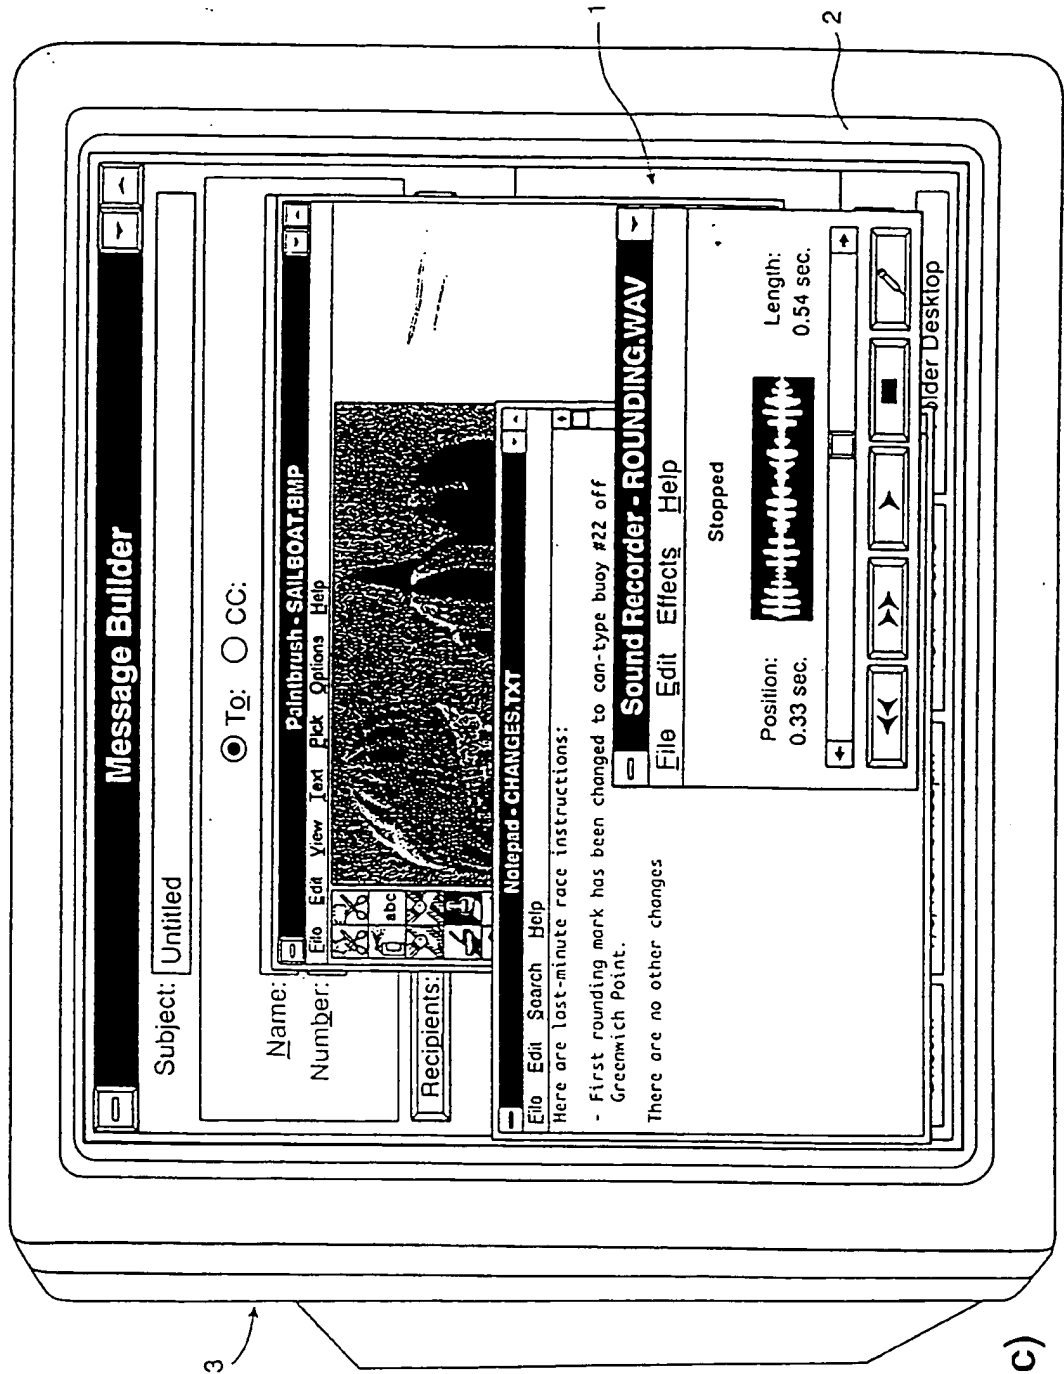 Message Builder
Subject: Untitled
To: CC:
Name:
Number:
Recipients:
Paintbrush - SAILBOAT.BMP
File Edit View Text Pick Options Help
abc
Notepad - CHANGES.TXT
File Edit Search Help
Here are last-minute race instructions:
- First rounding mark has been changed to can-type buoy #22 off
Greenwich Point.
There are no other changes
Sound Recorder - ROUNDING.WAV
File Edit Effects Help
Stopped
Position:
0.33 sec.
Length:
0.54 sec.
Desktop
1
2
3
c)